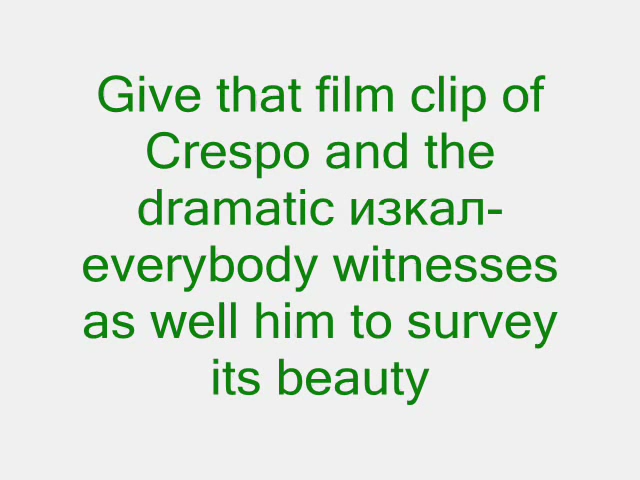 Give that film clip of
Crespo and the
dramatic изкал-
everybody witnesses
as well him to survey
its beauty